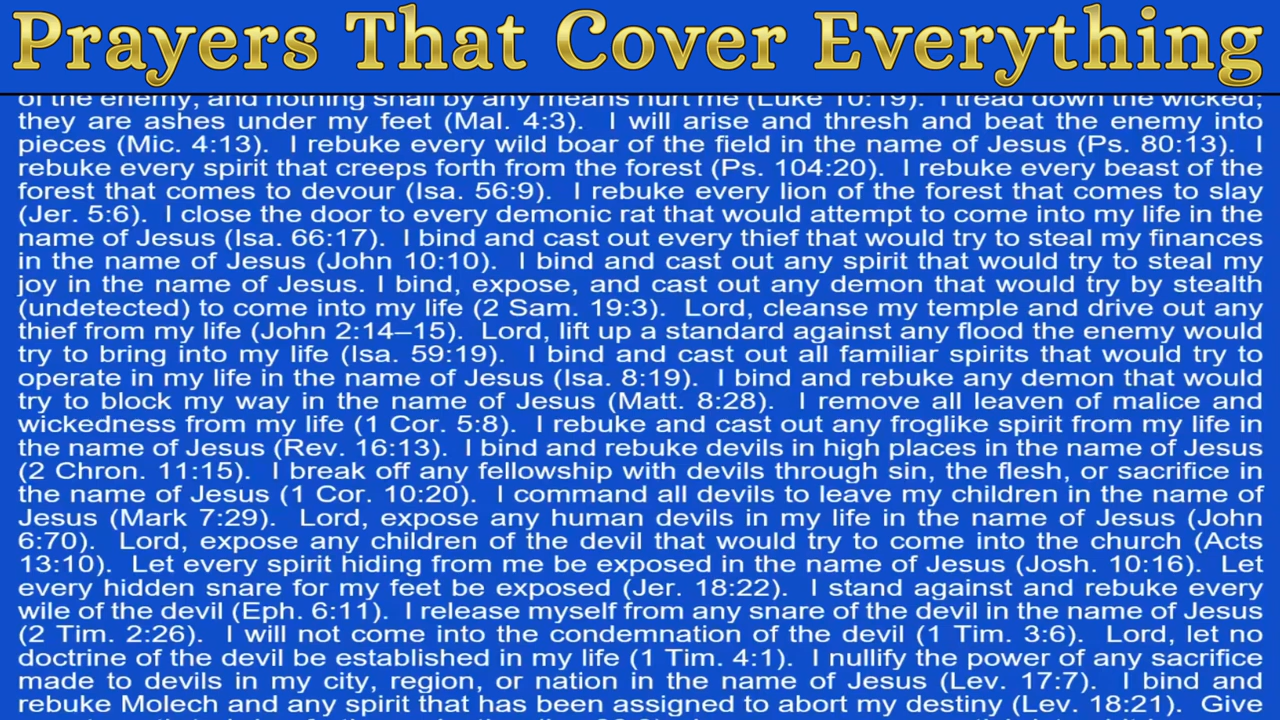 Prayers That Cover Everything
of the enemy, and nothing shall by any means hurt me (Luke 10:19). I tread down the wicked;
they are ashes under my feet (Mal. 4:3). I will arise and thresh and beat the enemy into
pieces (Mic. 4:13). I rebuke every wild boar of the field in the name of Jesus (Ps. 80:13). I
rebuke every spirit that creeps forth from the forest (Ps. 104:20). I rebuke every beast of the
forest that comes to devour (Isa. 56:9). I rebuke every lion of the forest that comes to slay
(Jer. 5:6). I close the door to every demonic rat that would attempt to come into my life in the
name of Jesus (Isa. 66:17). I bind and cast out every thief that would try to steal my finances
in the name of Jesus (John 10:10). I bind and cast out any spirit that would try to steal my
joy in the name of Jesus. I bind, expose, and cast out any demon that would try by stealth
(undetected) to come into my life (2 Sam. 19:3). Lord, cleanse my temple and drive out any
thief from my life (John 2:14–15). Lord, lift up a standard against any flood the enemy would
try to bring into my life (Isa. 59:19). I bind and cast out all familiar spirits that would try to
operate in my life in the name of Jesus (Isa. 8:19). I bind and rebuke any demon that would
try to block my way in the name of Jesus (Matt. 8:28). I remove all leaven of malice and
wickedness from my life (1 Cor. 5:8). I rebuke and cast out any froglike spirit from my life in
the name of Jesus (Rev. 16:13). I bind and rebuke devils in high places in the name of Jesus
(2 Chron. 11:15). I break off any fellowship with devils through sin, the flesh, or sacrifice in
the name of Jesus (1 Cor. 10:20). I command all devils to leave my children in the name of
Jesus (Mark 7:29). Lord, expose any human devils in my life in the name of Jesus (John
6:70). Lord, expose any children of the devil that would try to come into the church (Acts
13:10). Let every spirit hiding from me be exposed in the name of Jesus (Josh. 10:16). Let
every hidden snare for my feet be exposed (Jer. 18:22). I stand against and rebuke every
wile of the devil (Eph. 6:11). I release myself from any snare of the devil in the name of Jesus
(2 Tim. 2:26). I will not come into the condemnation of the devil (1 Tim. 3:6). Lord, let no
doctrine of the devil be established in my life (1 Tim. 4:1). I nullify the power of any sacrifice
made to devils in my city, region, or nation in the name of Jesus (Lev. 17:7). I bind and
rebuke Molech and any spirit that has been assigned to abort my destiny (Lev. 18:21). Give